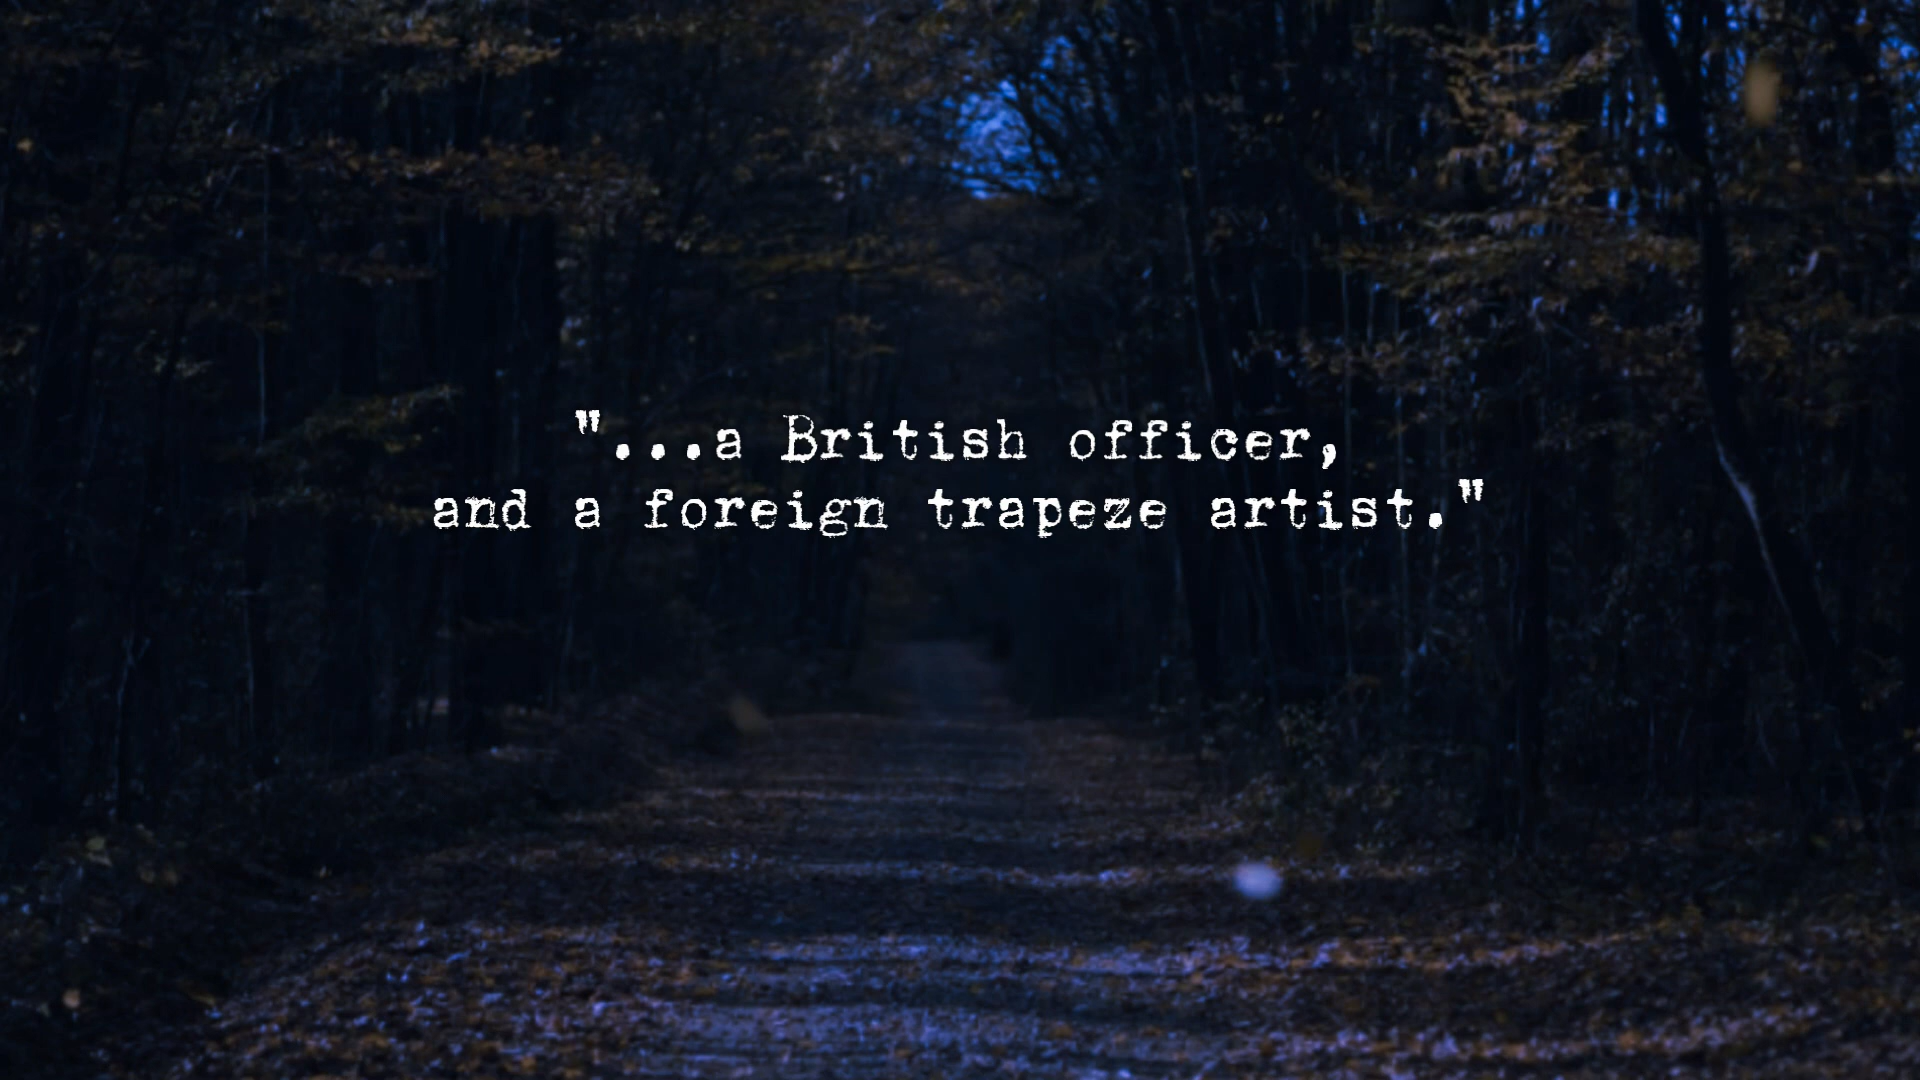 "...a British officer,
and a foreign trapeze artist."